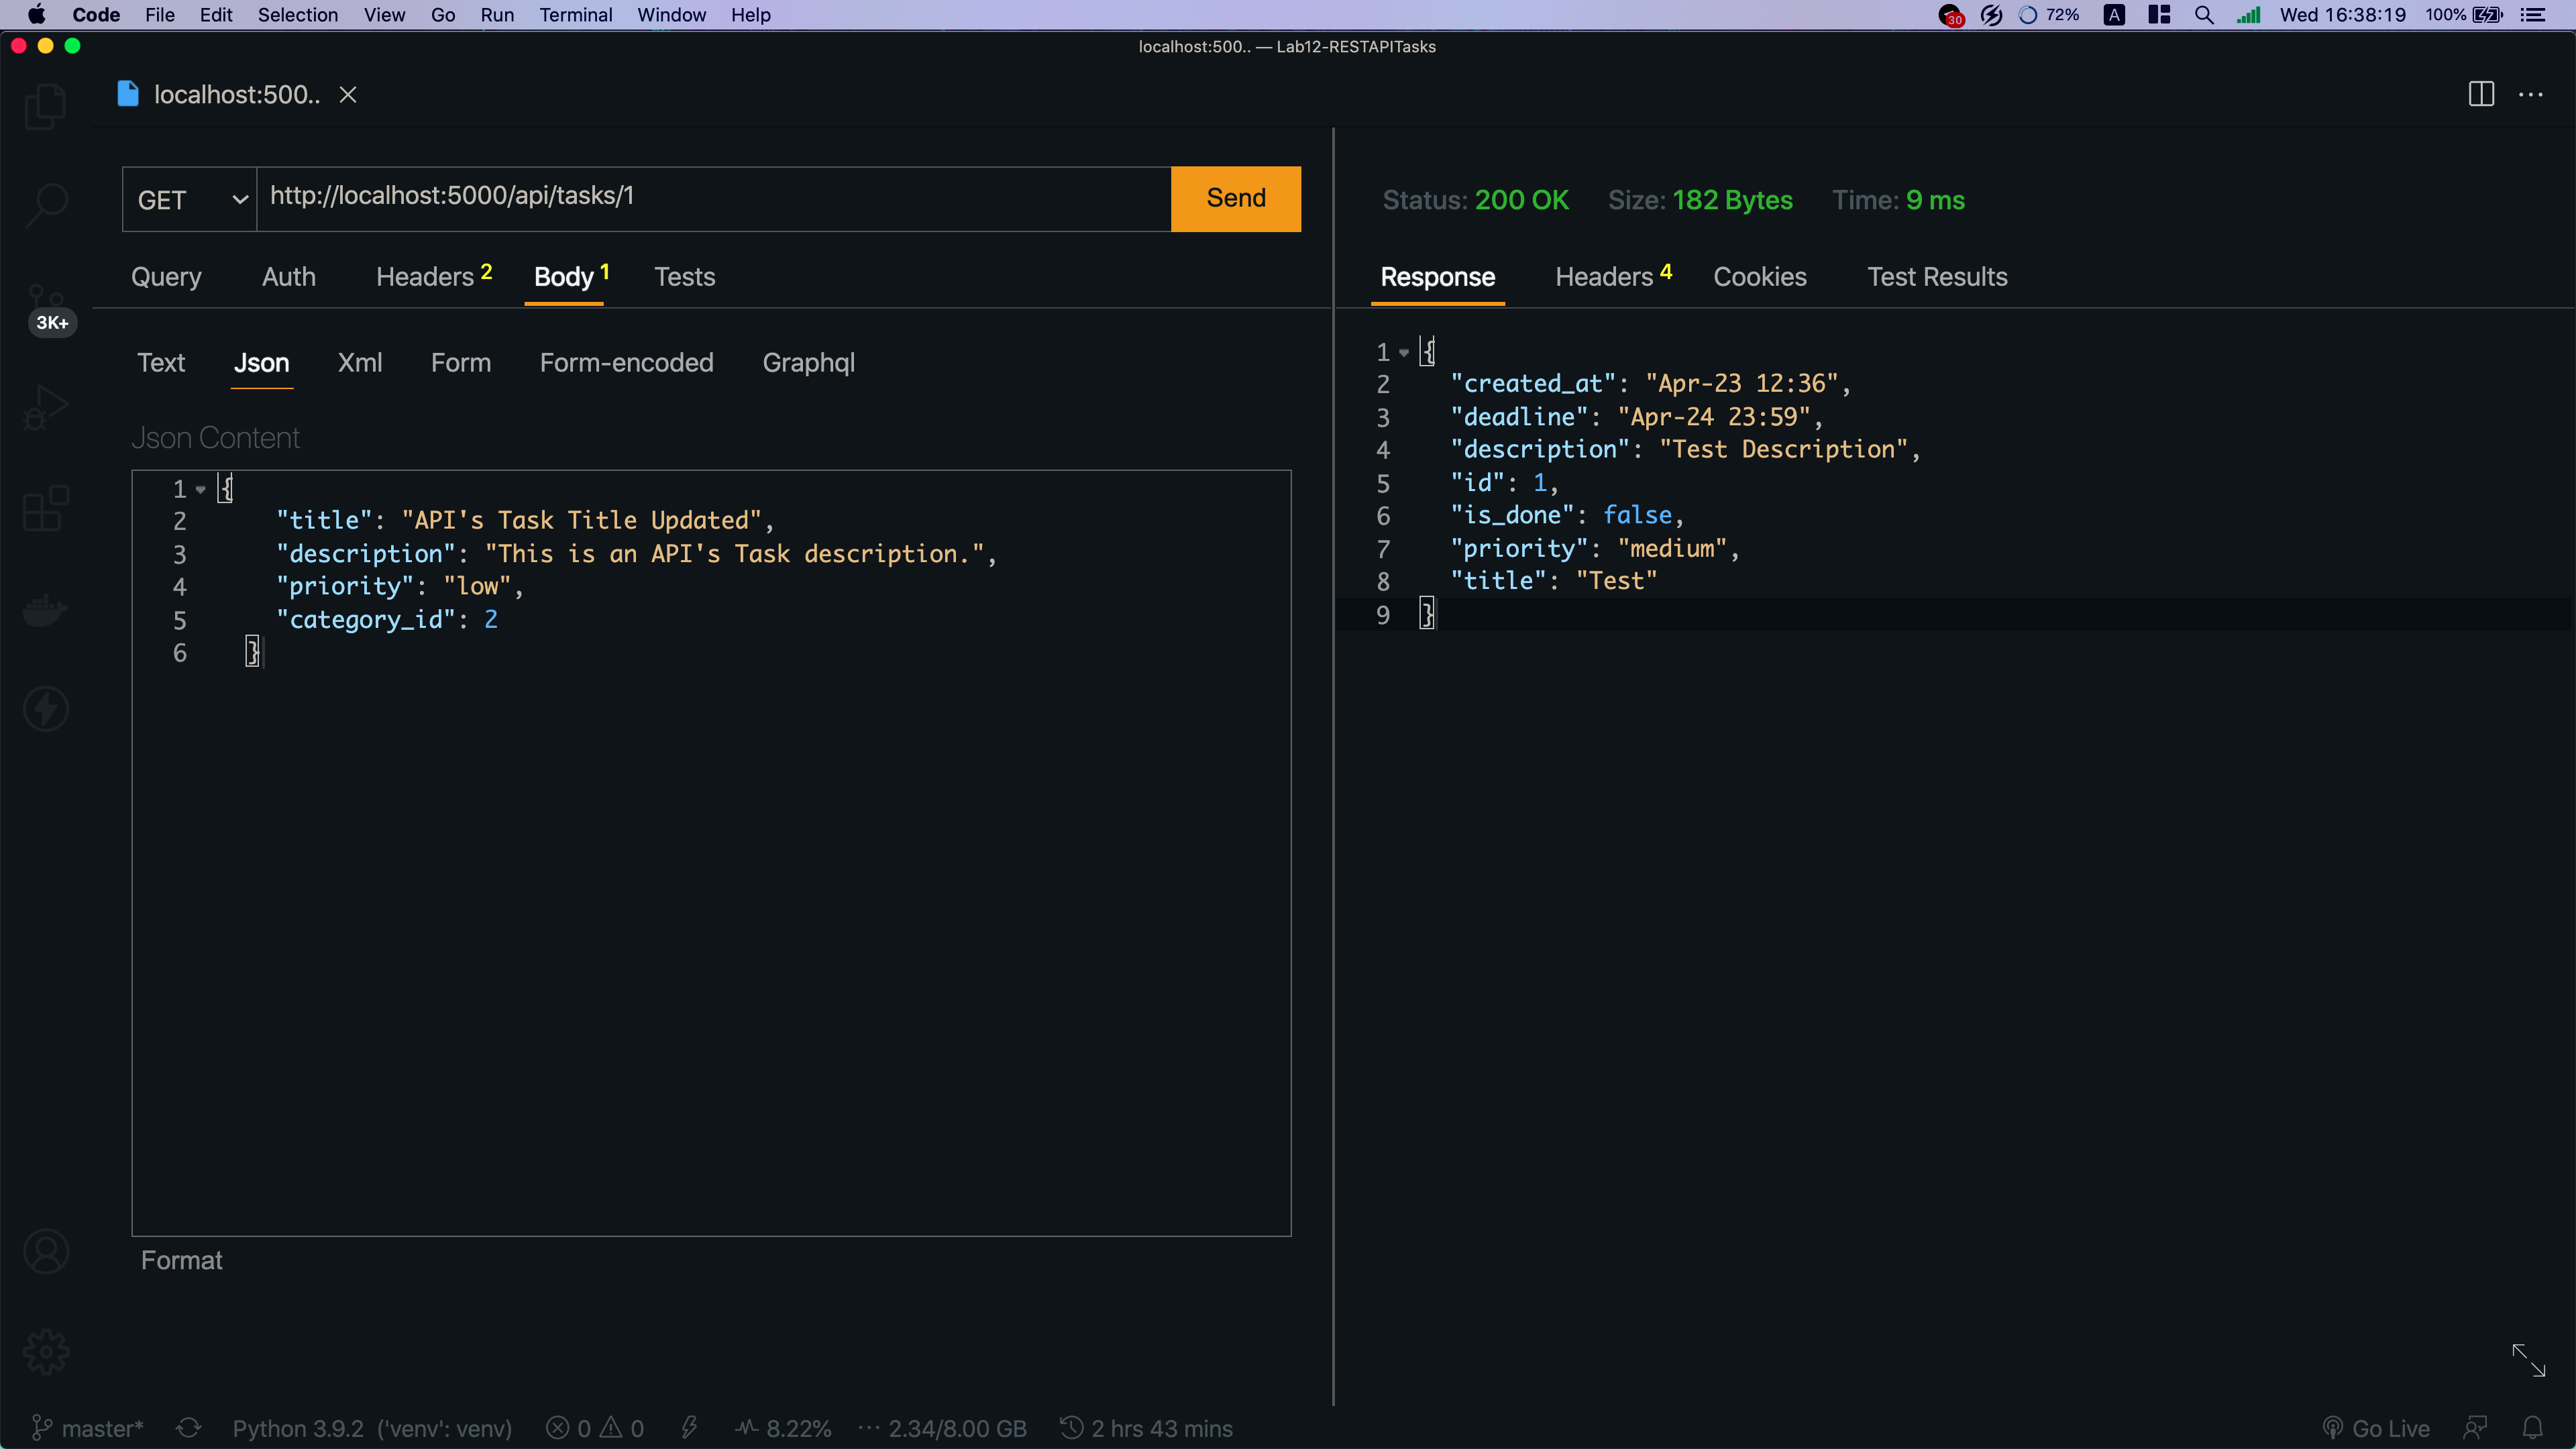 Code File Edit Selection View Go Run Terminal Window Help 30 72% A Wed 16:38:19 100%
localhost:500.. — Lab12-RESTAPITasks
localhost:500..
GET http://localhost:5000/api/tasks/1 Send
Status: 200 OK Size: 182 Bytes Time: 9 ms
Query Auth Headers 2 Body 1 Tests
Response Headers 4 Cookies Test Results
3K+
Text Json Xml Form Form-encoded Graphql
Json Content
1 {
2 "title": "API's Task Title Updated",
3 "description": "This is an API's Task description.",
4 "priority": "low",
5 "category_id": 2
6 }
Format
1 {
2 "created_at": "Apr-23 12:36",
3 "deadline": "Apr-24 23:59",
4 "description": "Test Description",
5 "id": 1,
6 "is_done": false,
7 "priority": "medium",
8 "title": "Test"
9 }
master* Python 3.9.2 ('venv': venv) 0 0 8.22% 2.34/8.00 GB 2 hrs 43 mins Go Live